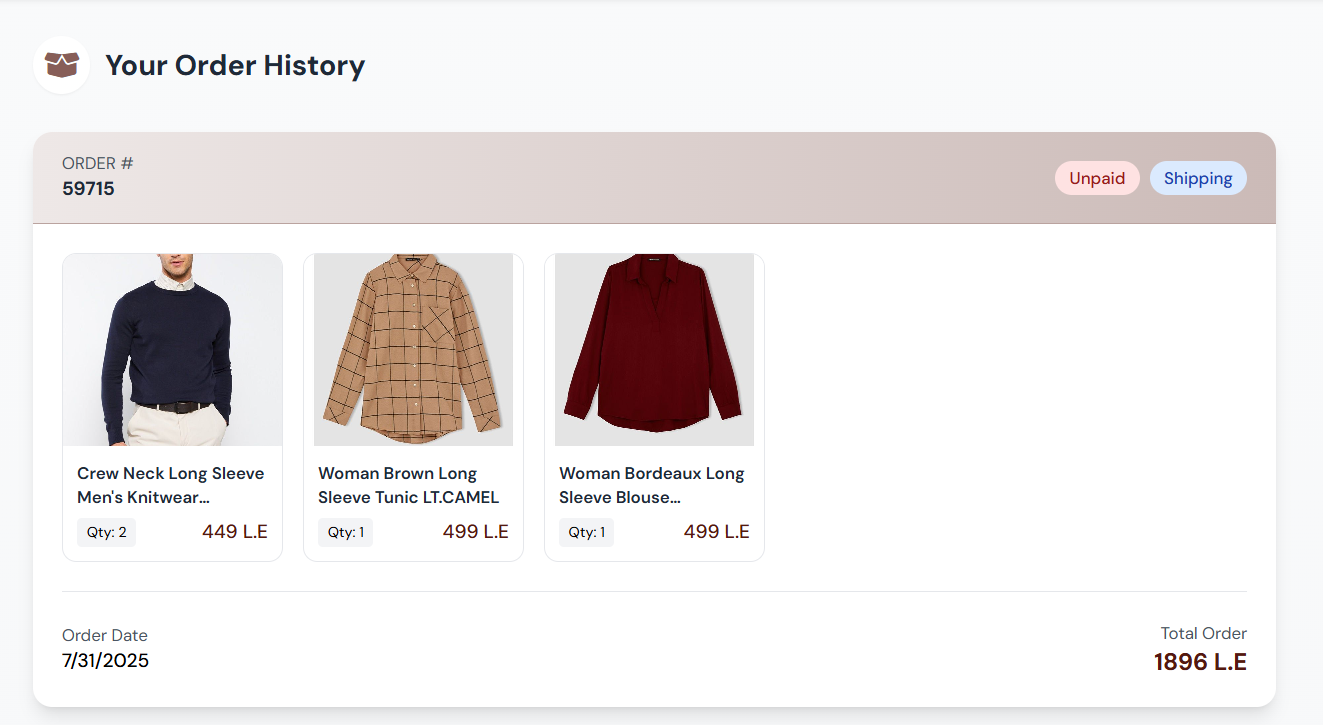 Your Order History
ORDER #
59715
Unpaid
Shipping
Crew Neck Long Sleeve
Men's Knitwear...
Qty: 2
449 L.E
Woman Brown Long
Sleeve Tunic LT.CAMEL
Qty: 1
499 L.E
Woman Bordeaux Long
Sleeve Blouse...
Qty: 1
499 L.E
Order Date
7/31/2025
Total Order
1896 L.E